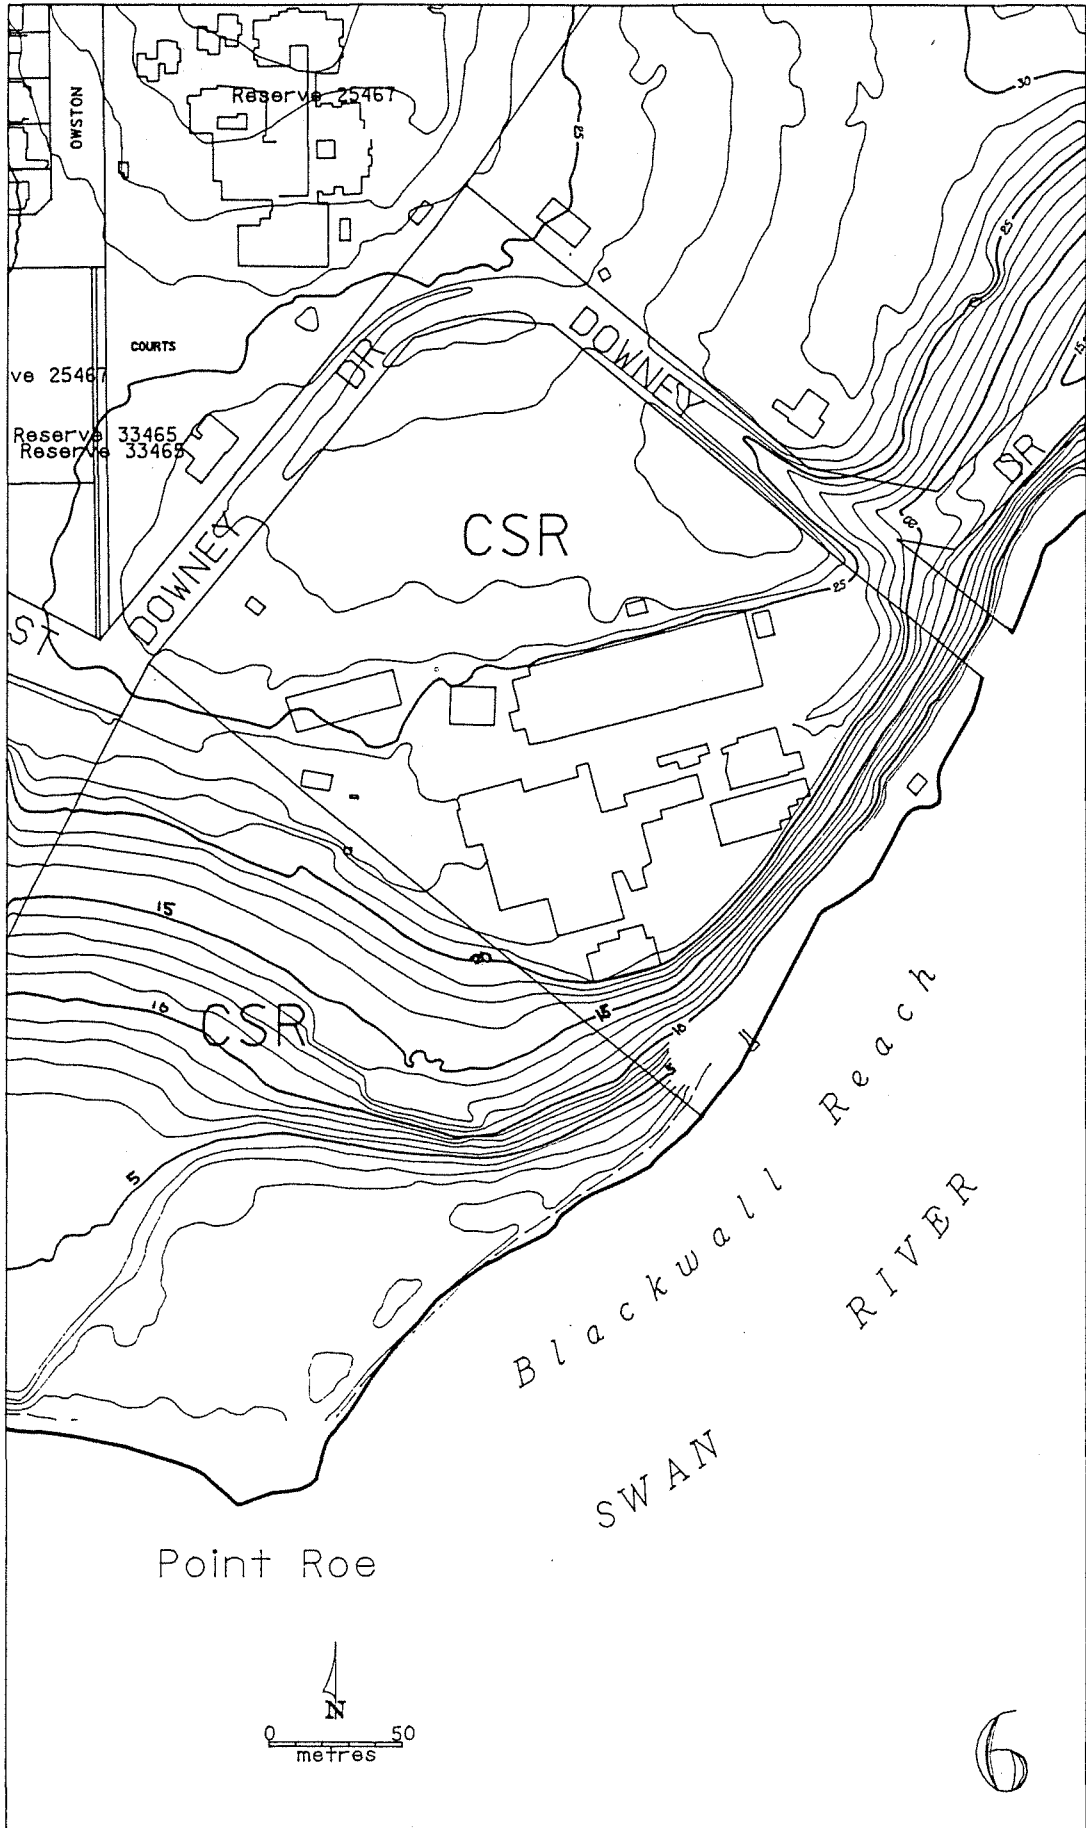 Reserve 25467
OWSTON
30
25
25
COURTS
DOWNEY
DR
15
ve 25467
Reserve 33465
Reserve 33465
DR
CSR
20
DOWNEY
25
ST
15
20
10
CSR
15
10
5
5
Blackwall Reach
SWAN RIVER
Point Roe
N
0 50
metres
6